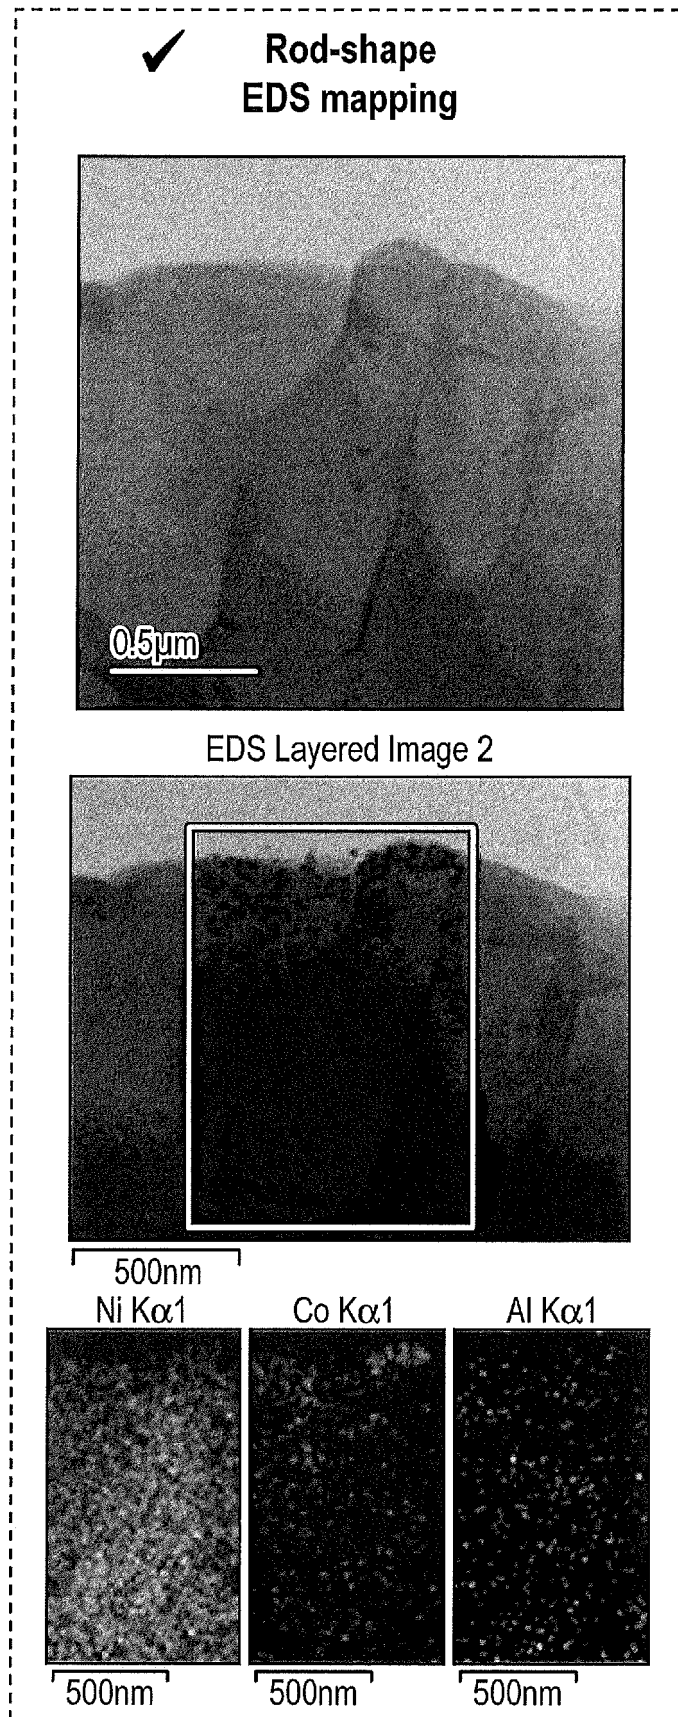 ✓ Rod-shape
EDS mapping
0.5μm
EDS Layered Image 2
500nm
Ni Kα1 Co Kα1 Al Kα1
500nm 500nm 500nm